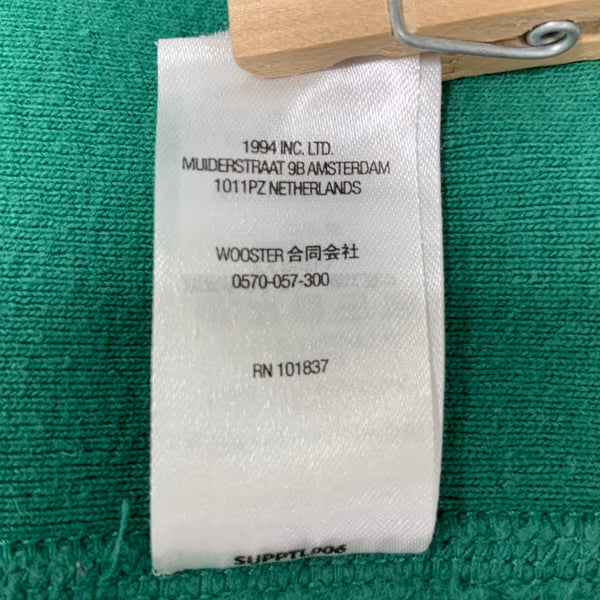 1994 INC. LTD.
MUIDERSTRAAT 9B AMSTERDAM
1011PZ NETHERLANDS
WOOSTER 合同会社
0570-057-300
RN 101837